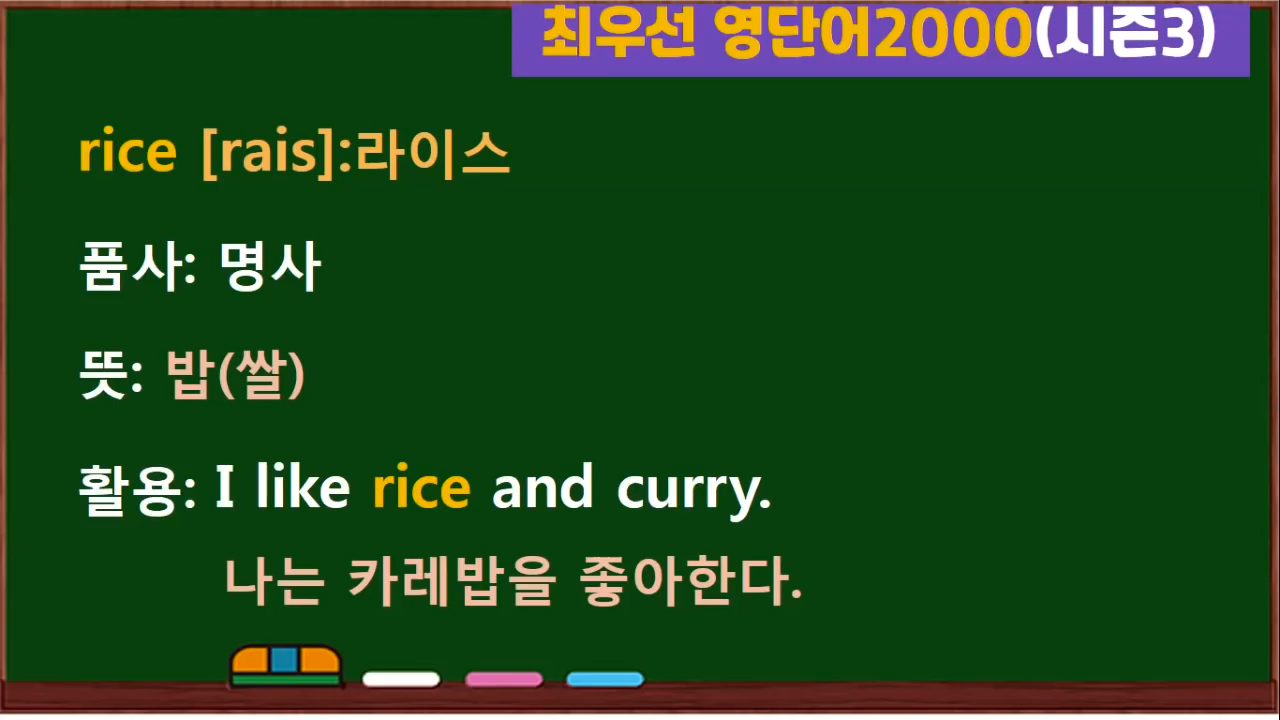 최우선 영단어2000(시즌3)
rice [rais]:라이스
품사: 명사
뜻: 밥(쌀)
활용: I like rice and curry.
나는 카레밥을 좋아한다.